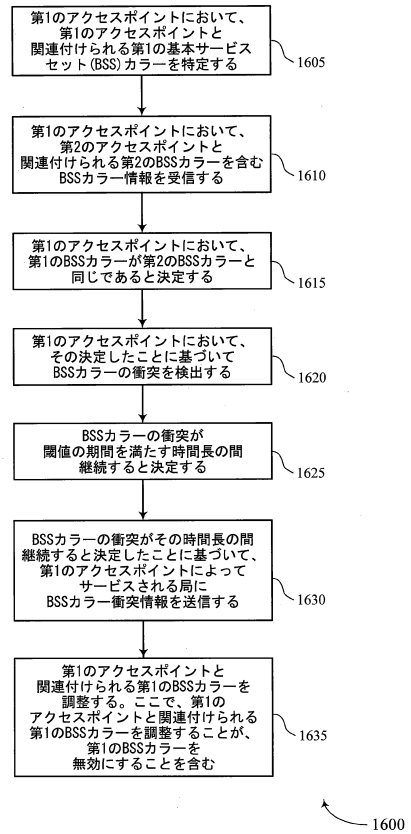 第1のアクセスポイントにおいて、
第1のアクセスポイントと
関連付けられる第1の基本サービス
セット(BSS)カラーを特定する
1605
第1のアクセスポイントにおいて、
第2のアクセスポイントと
関連付けられる第2のBSSカラーを含む
BSSカラー情報を受信する
1610
第1のアクセスポイントにおいて、
第1のBSSカラーが第2のBSSカラーと
同じであると決定する
1615
第1のアクセスポイントにおいて、
その決定したことに基づいて
BSSカラーの衝突を検出する
1620
BSSカラーの衝突が
閾値の期間を満たす時間長の間
継続すると決定する
1625
BSSカラーの衝突がその時間長の間
継続すると決定したことに基づいて、
第1のアクセスポイントによって
サービスされる局に
BSSカラー衝突情報を送信する
1630
第1のアクセスポイントと
関連付けられる第1のBSSカラーを
調整する。ここで、第1の
アクセスポイントと関連付けられる
第1のBSSカラーを調整することが、
第1のBSSカラーを
無効にすることを含む
1635
1600